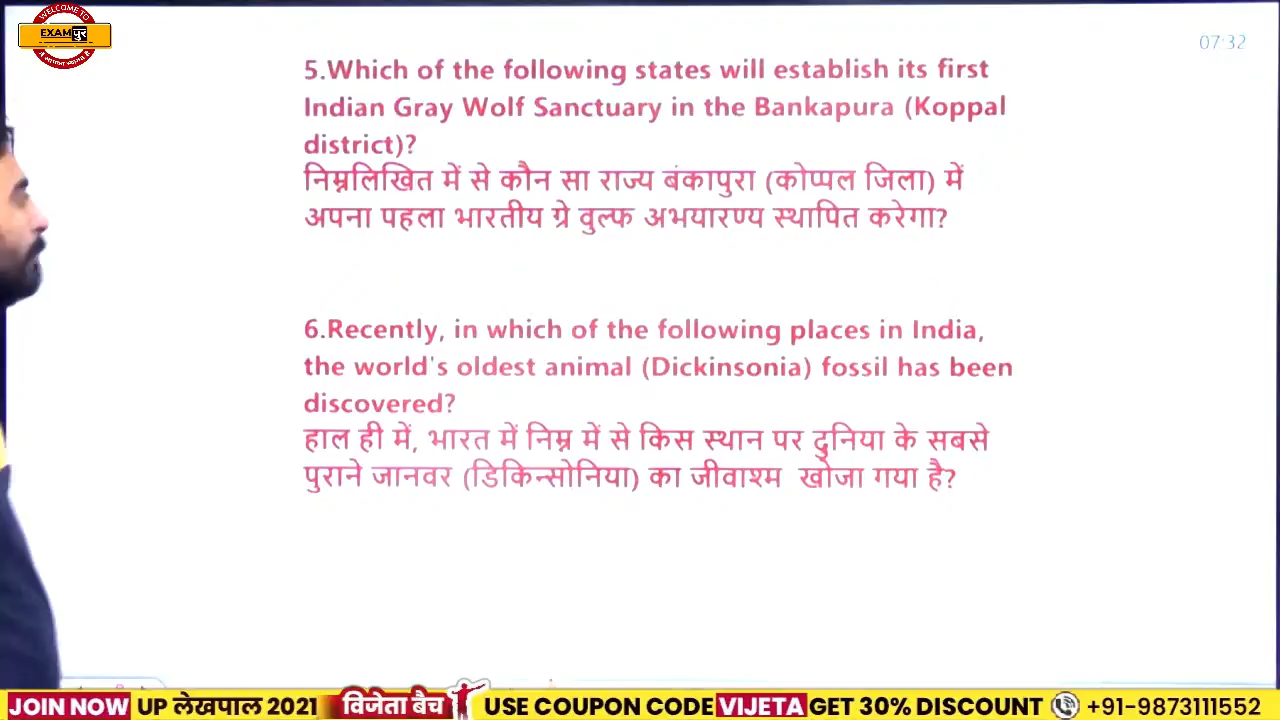 WELCOME TO
EXAMपुर
07:32
5.Which of the following states will establish its first
Indian Gray Wolf Sanctuary in the Bankapura (Koppal
district)?
निम्नलिखित में से कौन सा राज्य बंकापुरा (कोप्पल जिला) में
अपना पहला भारतीय ग्रे वुल्फ अभयारण्य स्थापित करेगा?
6.Recently, in which of the following places in India,
the world's oldest animal (Dickinsonia) fossil has been
discovered?
हाल ही में, भारत में निम्न में से किस स्थान पर दुनिया के सबसे
पुराने जानवर (डिकिन्सोनिया) का जीवाश्म खोजा गया है?
JOIN NOW UP लेखपाल 2021 विजेता बैच USE COUPON CODE VIJETA GET 30% DISCOUNT +91-9873111552